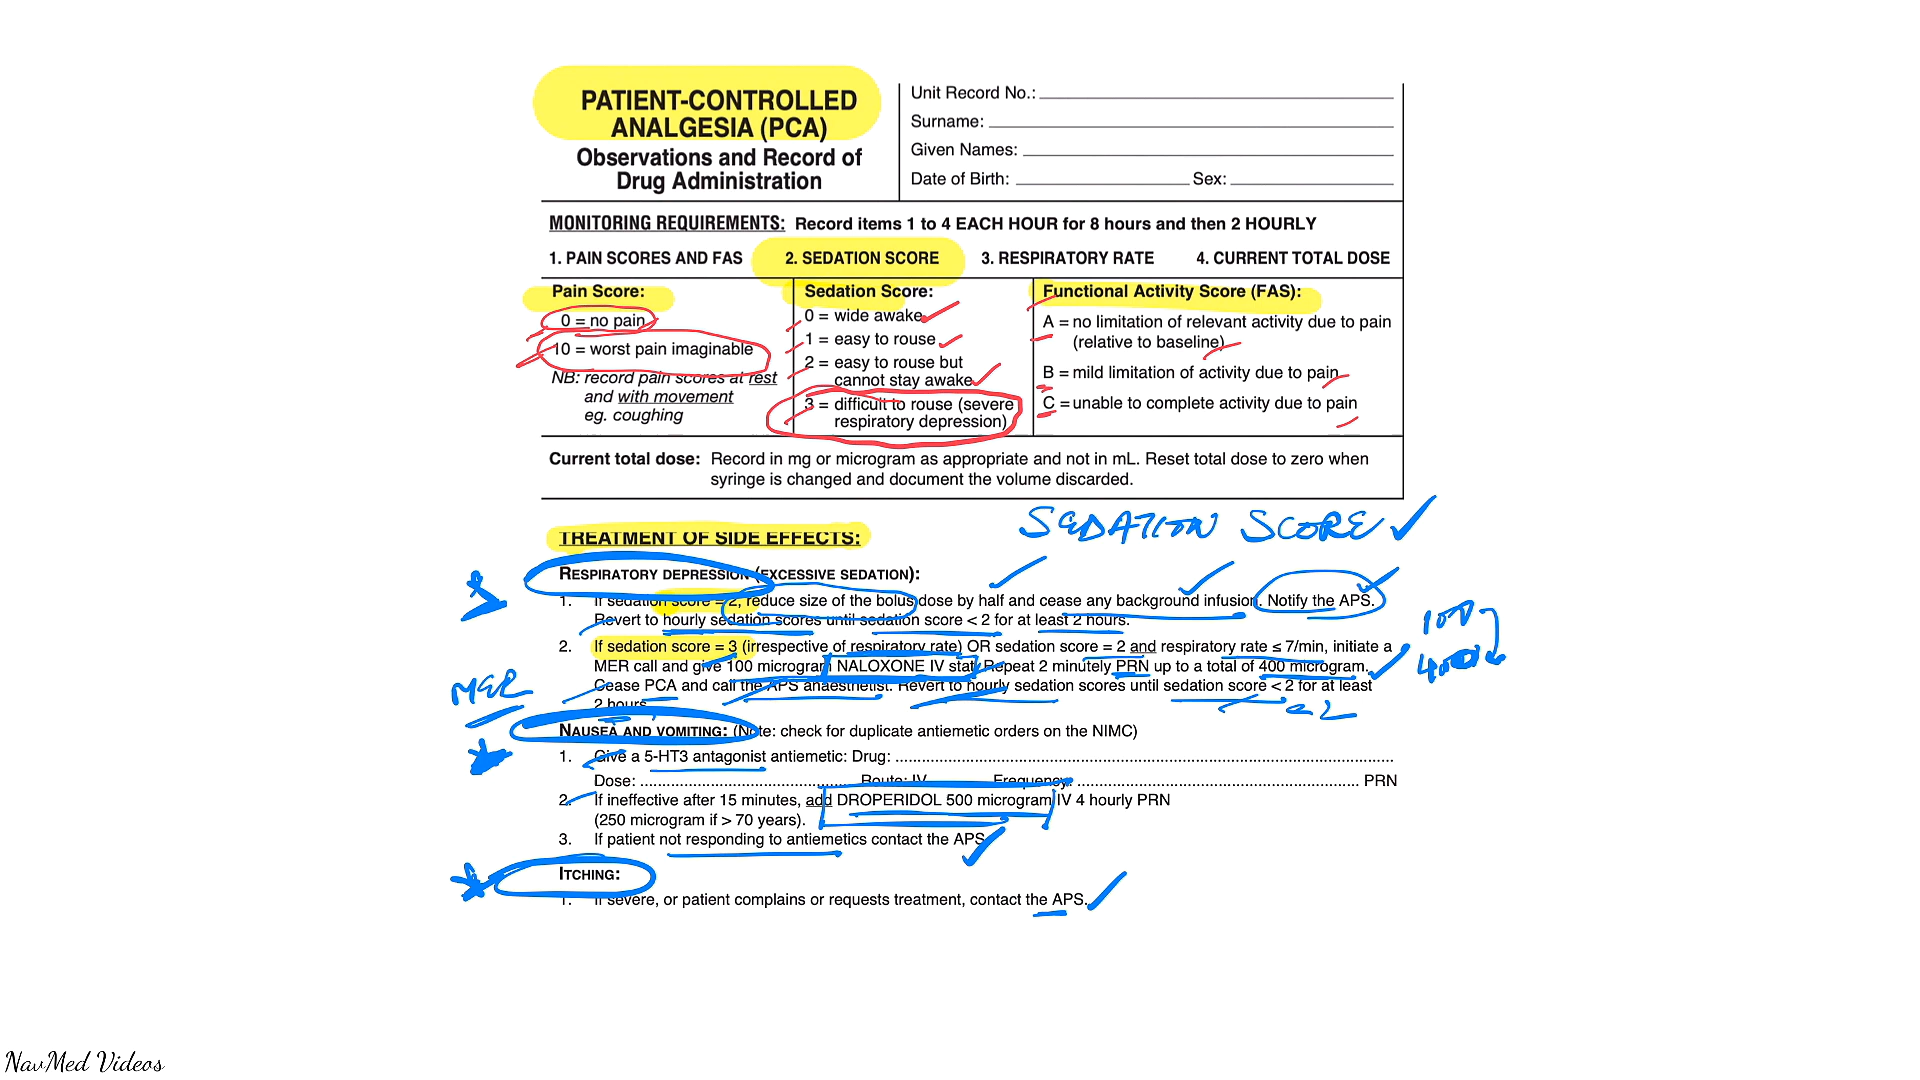 PATIENT-CONTROLLED
ANALGESIA (PCA)
Observations and Record of
Drug Administration
Unit Record No.:
Surname:
Given Names:
Date of Birth: Sex:
MONITORING REQUIREMENTS: Record items 1 to 4 EACH HOUR for 8 hours and then 2 HOURLY
1. PAIN SCORES AND FAS 2. SEDATION SCORE 3. RESPIRATORY RATE 4. CURRENT TOTAL DOSE
Pain Score:
0 = no pain
10 = worst pain imaginable
NB: record pain scores at rest
and with movement
eg. coughing
Sedation Score:
0 = wide awake
1 = easy to rouse
2 = easy to rouse but
cannot stay awake
3 = difficult to rouse (severe
respiratory depression)
Functional Activity Score (FAS):
A = no limitation of relevant activity due to pain
(relative to baseline)
B = mild limitation of activity due to pain
C = unable to complete activity due to pain
Current total dose: Record in mg or microgram as appropriate and not in mL. Reset total dose to zero when
syringe is changed and document the volume discarded.
SEDATION SCORE
TREATMENT OF SIDE EFFECTS:
RESPIRATORY DEPRESSION (EXCESSIVE SEDATION):
1. If sedation score = 2, reduce size of the bolus dose by half and cease any background infusion. Notify the APS.
Revert to hourly sedation scores until sedation score < 2 for at least 2 hours.
100
400
2. If sedation score = 3 (irrespective of respiratory rate) OR sedation score = 2 and respiratory rate ≤ 7/min, initiate a
MER call and give 100 microgram NALOXONE IV stat. Repeat 2 minutely PRN up to a total of 400 microgram.
Cease PCA and call the APS anaesthetist. Revert to hourly sedation scores until sedation score < 2 for at least
2 hours.
MER
< 2
NAUSEA AND VOMITING: (Note: check for duplicate antiemetic orders on the NIMC)
1. Give a 5-HT3 antagonist antiemetic: Drug:
Dose: Route: IV Frequency: PRN
2. If ineffective after 15 minutes, add DROPERIDOL 500 microgram IV 4 hourly PRN
(250 microgram if > 70 years).
3. If patient not responding to antiemetics contact the APS
ITCHING:
1. If severe, or patient complains or requests treatment, contact the APS.
NavMed Videos